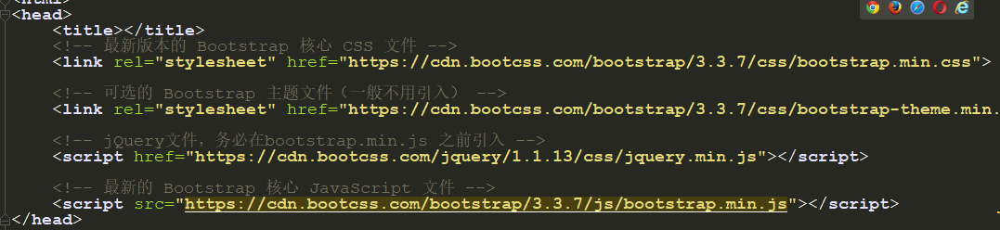 <html>
<head>
<title></title>
<!-- 最新版本的 Bootstrap 核心 CSS 文件 -->
<link rel="stylesheet" href="https://cdn.bootcss.com/bootstrap/3.3.7/css/bootstrap.min.css">
<!-- 可选的 Bootstrap 主题文件（一般不用引入） -->
<link rel="stylesheet" href="https://cdn.bootcss.com/bootstrap/3.3.7/css/bootstrap-theme.min.
<!-- jQuery文件，务必在bootstrap.min.js 之前引入 -->
<script href="https://cdn.bootcss.com/jquery/1.1.13/css/jquery.min.js"></script>
<!-- 最新的 Bootstrap 核心 JavaScript 文件 -->
<script src="https://cdn.bootcss.com/bootstrap/3.3.7/js/bootstrap.min.js"></script>
</head>